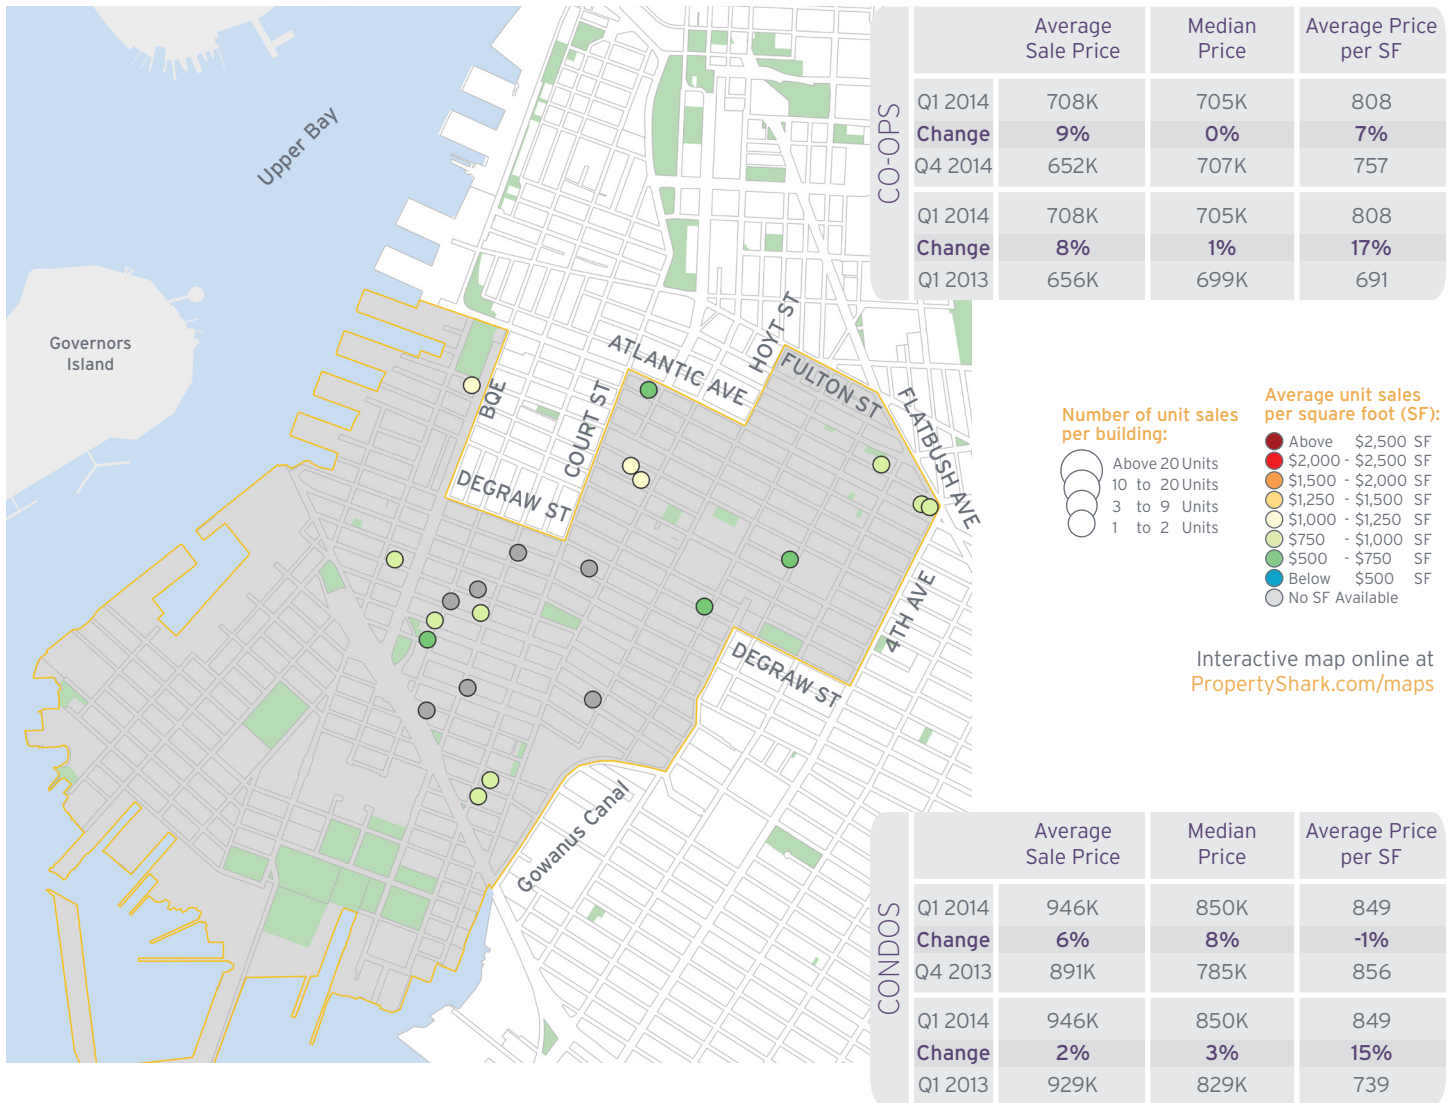 Upper Bay
Governors
Island
BQE
COURT ST
ATLANTIC AVE
HOYT ST
FULTON ST
FLATBUSH AVE
DEGRAW ST
4TH AVE
DEGRAW ST
Gowanus Canal
CO-OPS
Average Sale Price Median Price Average Price per SF
Q1 2014 708K 705K 808
Change 9% 0% 7%
Q4 2014 652K 707K 757
Q1 2014 708K 705K 808
Change 8% 1% 17%
Q1 2013 656K 699K 691
Number of unit sales
per building:
Above 20 Units
10 to 20 Units
3 to 9 Units
1 to 2 Units
Average unit sales
per square foot (SF):
Above $2,500 SF
$2,000 - $2,500 SF
$1,500 - $2,000 SF
$1,250 - $1,500 SF
$1,000 - $1,250 SF
$750 - $1,000 SF
$500 - $750 SF
Below $500 SF
No SF Available
Interactive map online at
PropertyShark.com/maps
CONDOS
Average Sale Price Median Price Average Price per SF
Q1 2014 946K 850K 849
Change 6% 8% -1%
Q4 2013 891K 785K 856
Q1 2014 946K 850K 849
Change 2% 3% 15%
Q1 2013 929K 829K 739